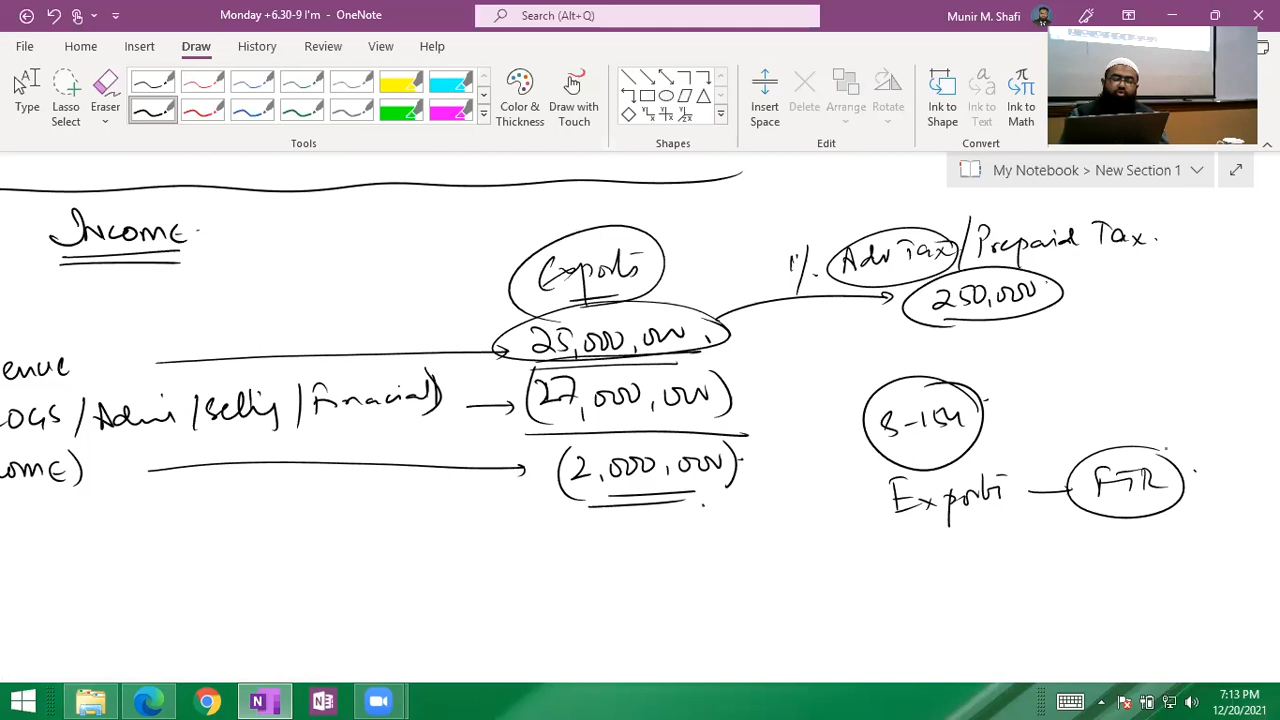 Monday +6.30-9 I'm - OneNote
Search (Alt+Q)
Munir M. Shafi
File Home Insert Draw View History Review View Help
Type
Lasso Select
Eraser
Color & Thickness
Draw with Touch
Insert Space
Delete
Arrange
Rotate
Ink to Shape
Ink to Text
Ink to Math
Tools
Shapes
Edit
Convert
My Notebook > New Section 1
INCOME
Exports
1% Adv Tax/Prepaid Tax.
250,000
enue
25,000,000
OGS/Admin/Selling/Financial)
(27,000,000)
S-154
OME)
(2,000,000)
Exports — FTR
7:13 PM
12/20/2021